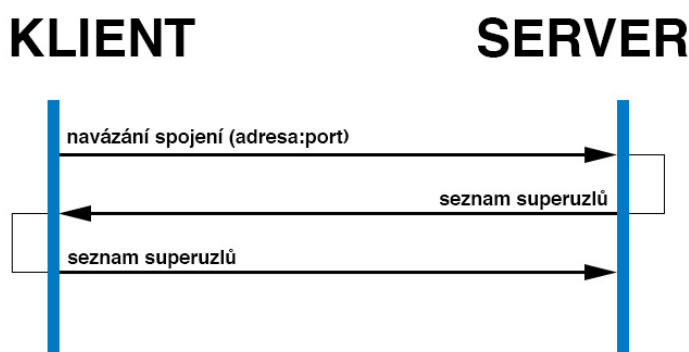 KLIENT SERVER
navázání spojení (adresa:port)
seznam superuzlů
seznam superuzlů